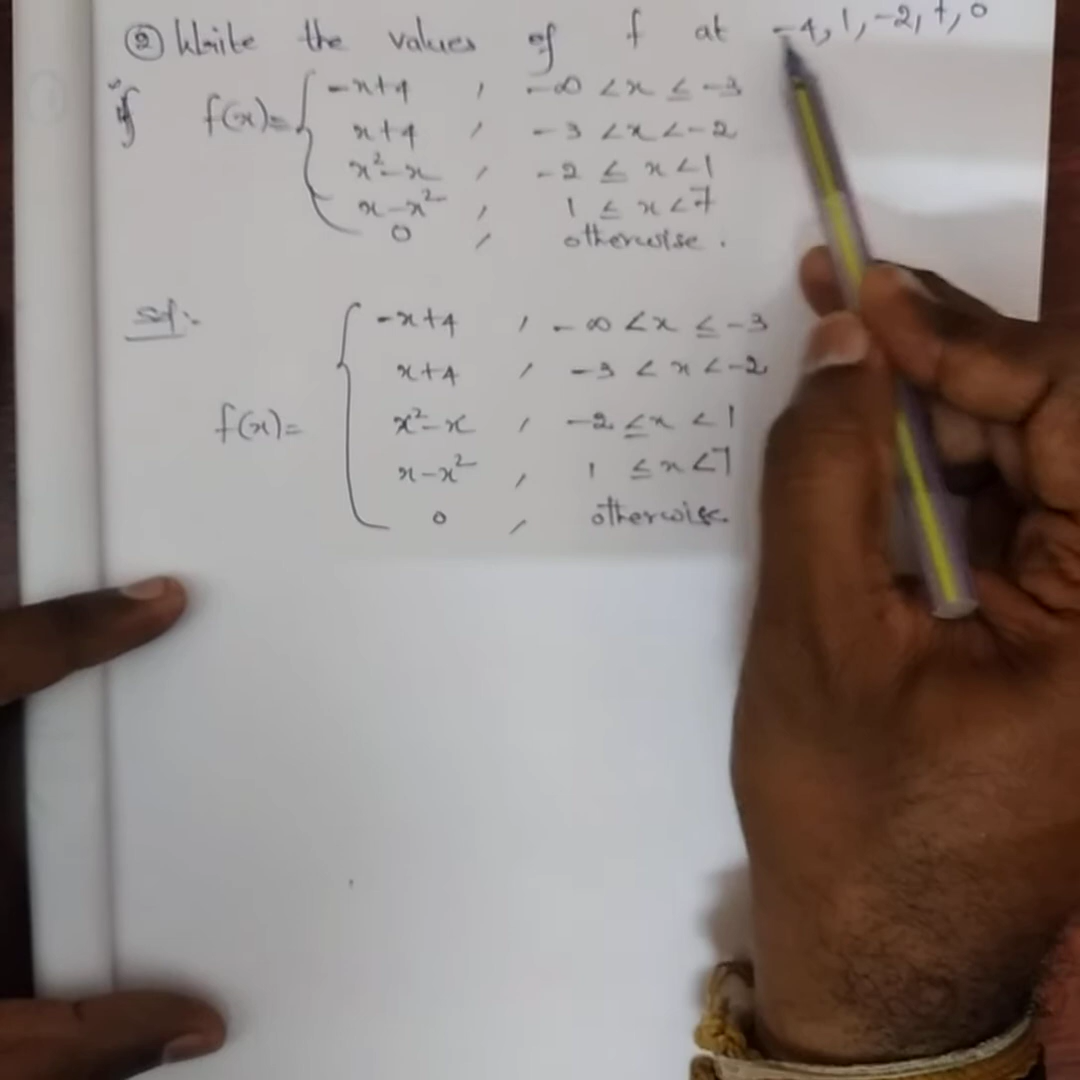 ② Write the values of f at -4, 1, -2, 7, 0
if f(x)= { -x+4 , -∞ < x ≤ -3
x+4 , -3 < x < -2
x²-x , -2 ≤ x < 1
x-x² , 1 ≤ x < 7
0 , otherwise.
Sol:-
f(x)= { -x+4 , -∞ < x ≤ -3
x+4 , -3 < x < -2
x²-x , -2 ≤ x < 1
x-x² , 1 ≤ x < 7
0 , otherwise